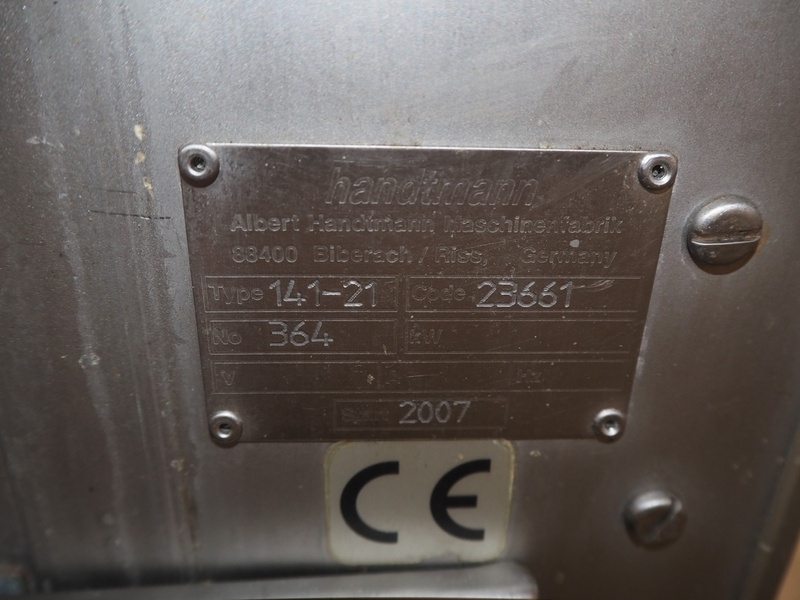 handtmann
Albert Handtmann Maschinenfabrik
88400 Biberach / Riss, Germany
Type 141-21 Code 23661
No 364 kW
V Hz
2007
CE